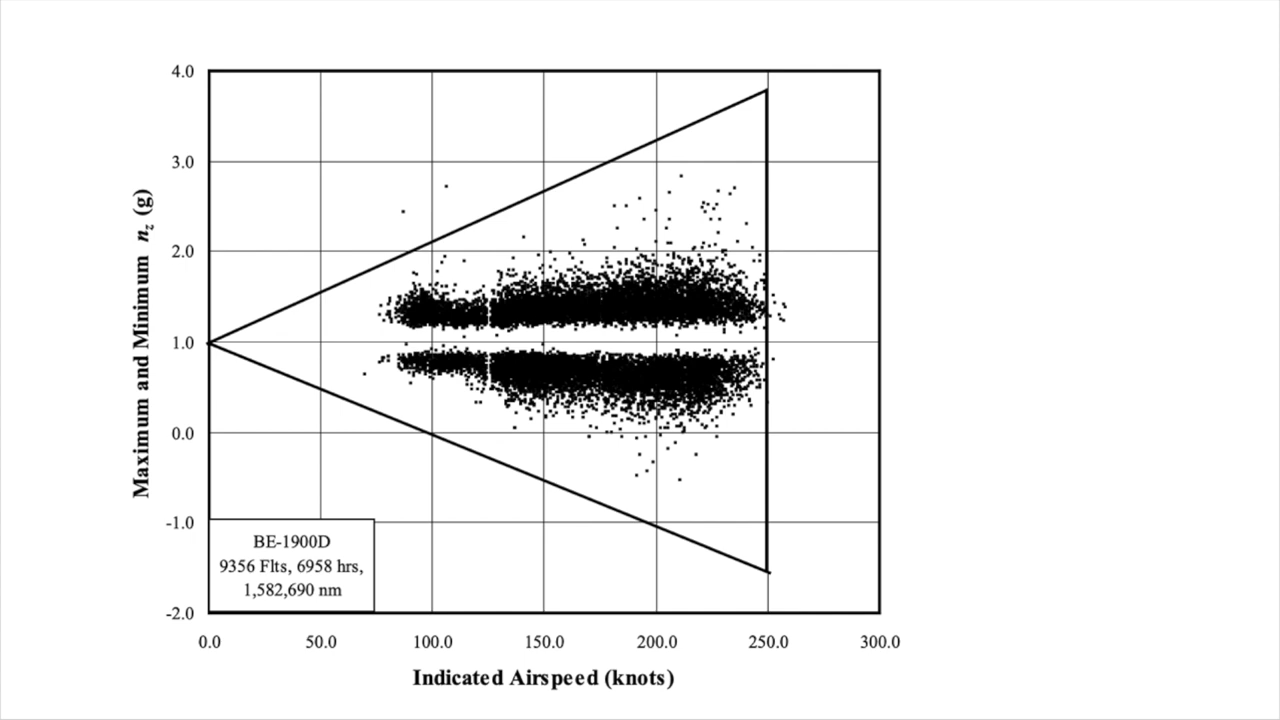 4.0
3.0
2.0
1.0
0.0
-1.0
-2.0
Maximum and Minimum nz (g)
BE-1900D
9356 Flts, 6958 hrs,
1,582,690 nm
0.0 50.0 100.0 150.0 200.0 250.0 300.0
Indicated Airspeed (knots)